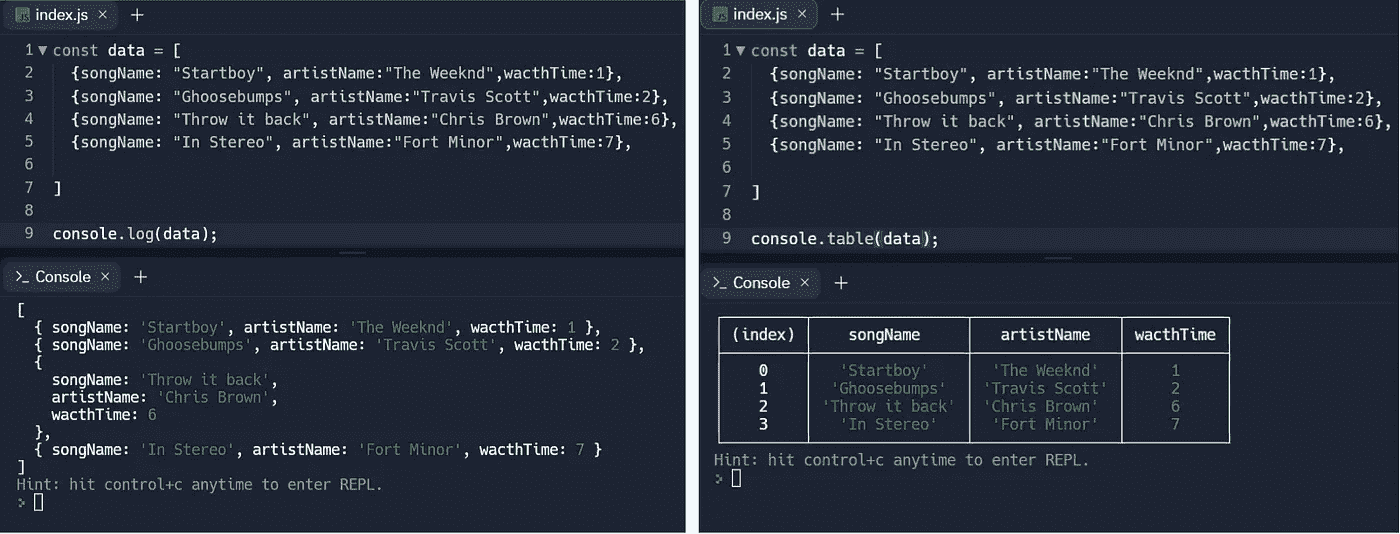 index.js × +
1 ▼ const data = [
2 {songName: "Startboy", artistName:"The Weeknd",wacthTime:1},
3 {songName: "Ghoosebumps", artistName:"Travis Scott",wacthTime:2},
4 {songName: "Throw it back", artistName:"Chris Brown",wacthTime:6},
5 {songName: "In Stereo", artistName:"Fort Minor",wacthTime:7},
6
7 ]
8
9 console.log(data);
>_ Console × +
[
{ songName: 'Startboy', artistName: 'The Weeknd', wacthTime: 1 },
{ songName: 'Ghoosebumps', artistName: 'Travis Scott', wacthTime: 2 },
{
songName: 'Throw it back',
artistName: 'Chris Brown',
wacthTime: 6
},
{ songName: 'In Stereo', artistName: 'Fort Minor', wacthTime: 7 }
]
Hint: hit control+c anytime to enter REPL.
>
index.js × +
1 ▼ const data = [
2 {songName: "Startboy", artistName:"The Weeknd",wacthTime:1},
3 {songName: "Ghoosebumps", artistName:"Travis Scott",wacthTime:2},
4 {songName: "Throw it back", artistName:"Chris Brown",wacthTime:6},
5 {songName: "In Stereo", artistName:"Fort Minor",wacthTime:7},
6
7 ]
8
9 console.table(data);
>_ Console × +
(index) songName artistName wacthTime
0 'Startboy' 'The Weeknd' 1
1 'Ghoosebumps' 'Travis Scott' 2
2 'Throw it back' 'Chris Brown' 6
3 'In Stereo' 'Fort Minor' 7
Hint: hit control+c anytime to enter REPL.
>